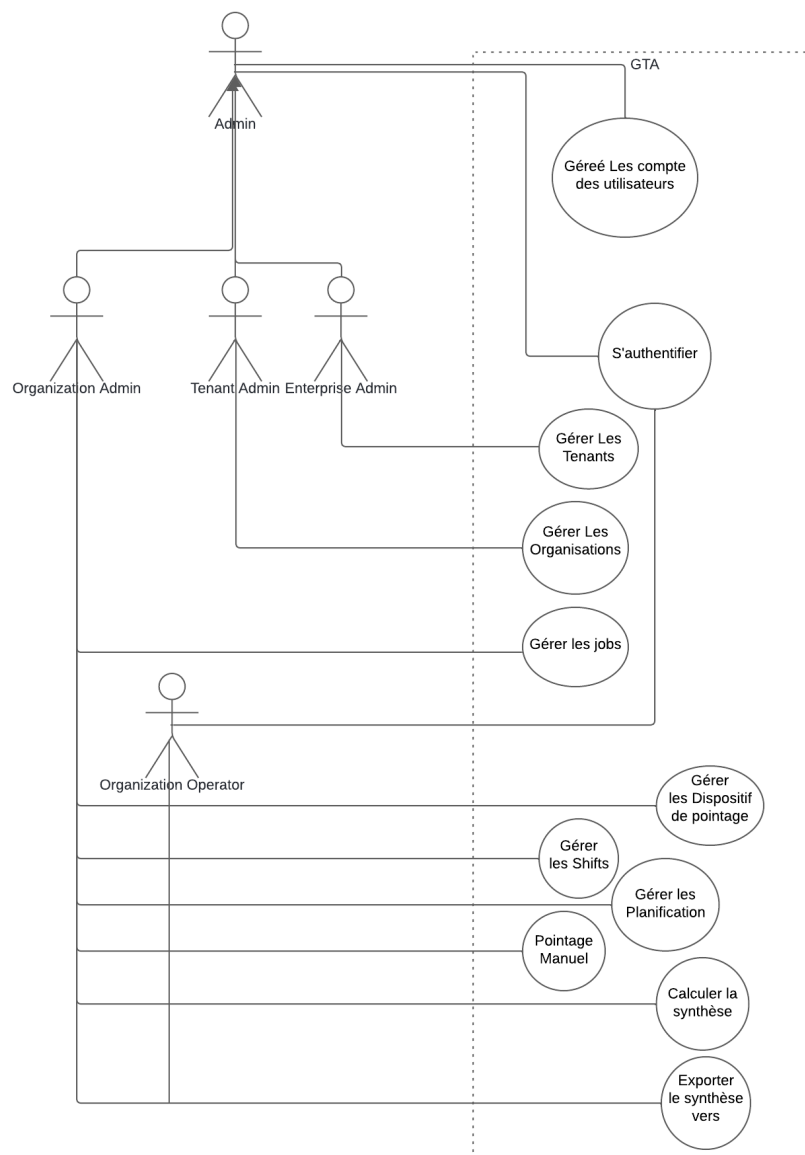 GTA
Admin
Géreé Les compte
des utilisateurs
S'authentifier
Organization Admin
Tenant Admin
Enterprise Admin
Gérer Les
Tenants
Gérer Les
Organisations
Gérer les jobs
Organization Operator
Gérer
les Dispositif
de pointage
Gérer
les Shifts
Gérer les
Planification
Pointage
Manuel
Calculer la
synthèse
Exporter
le synthèse
vers